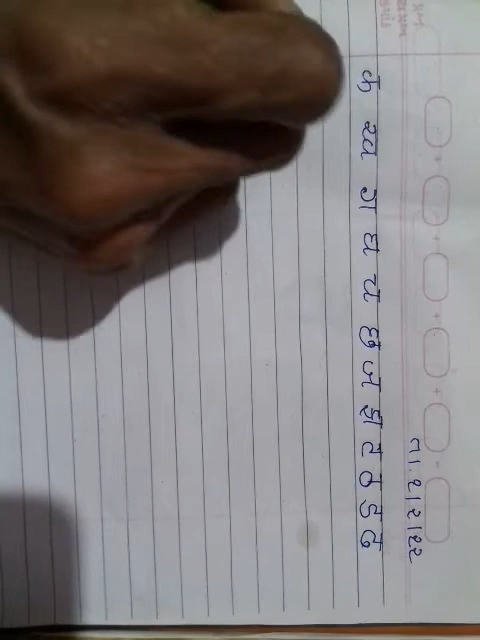 તા. ૨/૨/૨૨
ક ખ ગ ઘ ચ છ જ ઝ ટ ઠ ડ ઢ